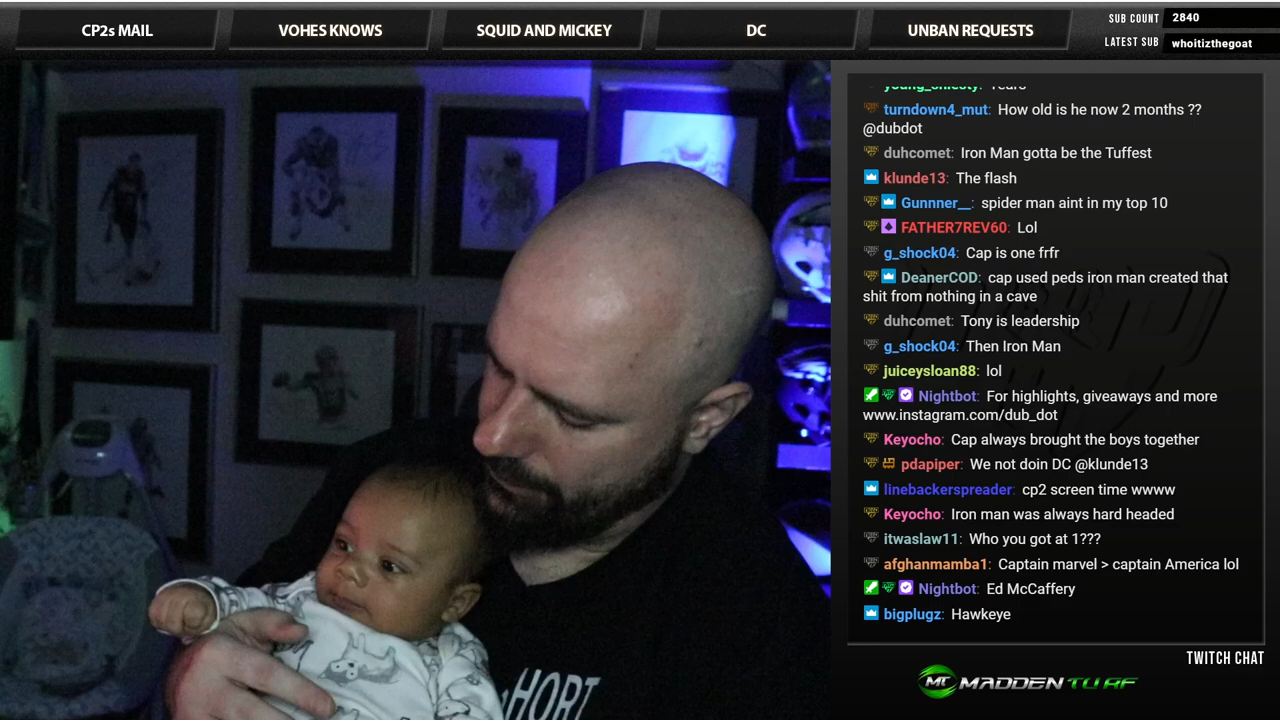 CP2s MAIL
VOHES KNOWS
SQUID AND MICKEY
DC
UNBAN REQUESTS
SUB COUNT 2840
LATEST SUB whoitizthegoat
turndown4_mut: How old is he now 2 months ??
@dubdot
duhcomet: Iron Man gotta be the Tuffest
klunde13: The flash
Gunnner__: spider man aint in my top 10
FATHER7REV60: Lol
g_shock04: Cap is one frfr
DeanerCOD: cap used peds iron man created that
shit from nothing in a cave
duhcomet: Tony is leadership
g_shock04: Then Iron Man
juiceysloan88: lol
Nightbot: For highlights, giveaways and more
www.instagram.com/dub_dot
Keyocho: Cap always brought the boys together
pdapiper: We not doin DC @klunde13
linebackerspreader: cp2 screen time wwww
Keyocho: Iron man was always hard headed
itwaslaw11: Who you got at 1???
afghanmamba1: Captain marvel > captain America lol
Nightbot: Ed McCaffery
bigplugz: Hawkeye
TWITCH CHAT
MT MADDEN TURF
HORT